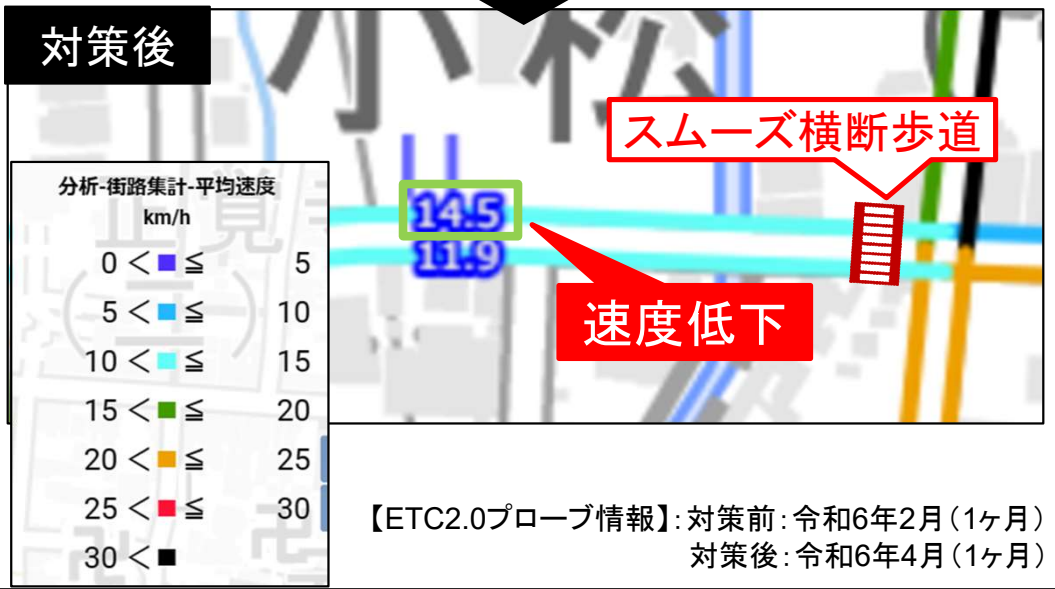 対策後
小松
スムーズ横断歩道
14.5
11.9
速度低下
分析-街路集計-平均速度
km/h
0 < ■ ≦ 5
5 < ■ ≦ 10
10 < ■ ≦ 15
15 < ■ ≦ 20
20 < ■ ≦ 25
25 < ■ ≦ 30
30 < ■
【ETC2.0プローブ情報】：対策前：令和6年2月（1ヶ月）
対策後：令和6年4月（1ヶ月）